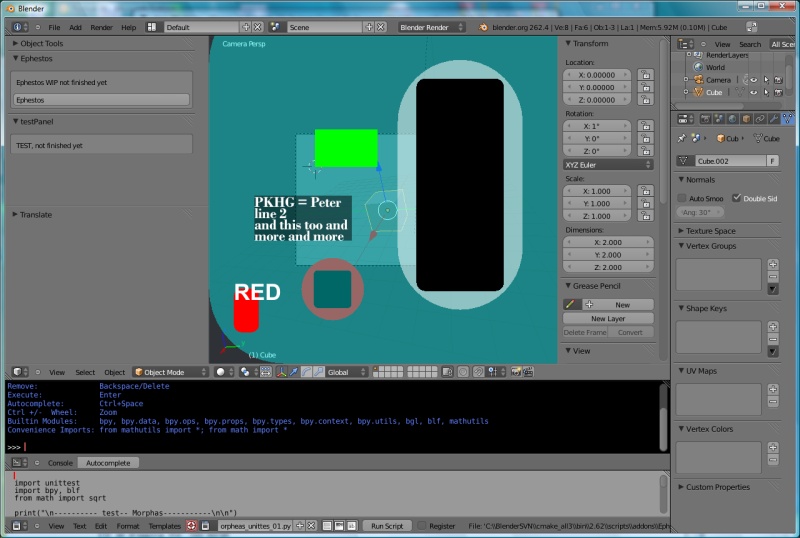 Blender
File Add Render Help
Default
Scene
Blender Render
blender.org 262.4 | Ve:8 | Fa:6 | Ob:1-3 | La:1 | Mem:5.92M (0.10M) | Cube
Object Tools
Ephestos
Ephestos WIP not finished yet
Ephestos
testPanel
TEST, not finished yet
Translate
Camera Persp
PKHG = Peter
line 2
and this too and
more and more
RED
(1) Cube
Transform
Location:
X: 0.00000
Y: 0.00000
Z: 0.00000
Rotation:
X: 1°
Y: 0°
Z: 0°
XYZ Euler
Scale:
X: 1.000
Y: 1.000
Z: 1.000
Dimensions:
X: 2.000
Y: 2.000
Z: 2.000
Grease Pencil
New
New Layer
Delete Frame Convert
View
View Search All Scen
RenderLayers
World
Camera
Cube
Cub Cube
Cube.002 F
Normals
Auto Smoo Double Sid
Ang: 30°
Texture Space
Vertex Groups
Shape Keys
UV Maps
Vertex Colors
Custom Properties
View Select Object Object Mode Global
Remove: Backspace/Delete
Execute: Enter
Autocomplete: Ctrl+Space
Ctrl +/- Wheel: Zoom
Builtin Modules: bpy, bpy.data, bpy.ops, bpy.props, bpy.types, bpy.context, bpy.utils, bgl, blf, mathutils
Convenience Imports: from mathutils import *; from math import *
>>>
Console Autocomplete
import unittest
import bpy, blf
from math import sqrt
print("\n---------- test-- Morphas-----------\n\n")
View Text Edit Format Templates orpheas_unittes_01.py Run Script Register File: 'C:\BlenderSVN\cmake_all3\bin\2.62\scripts\addons\Eph